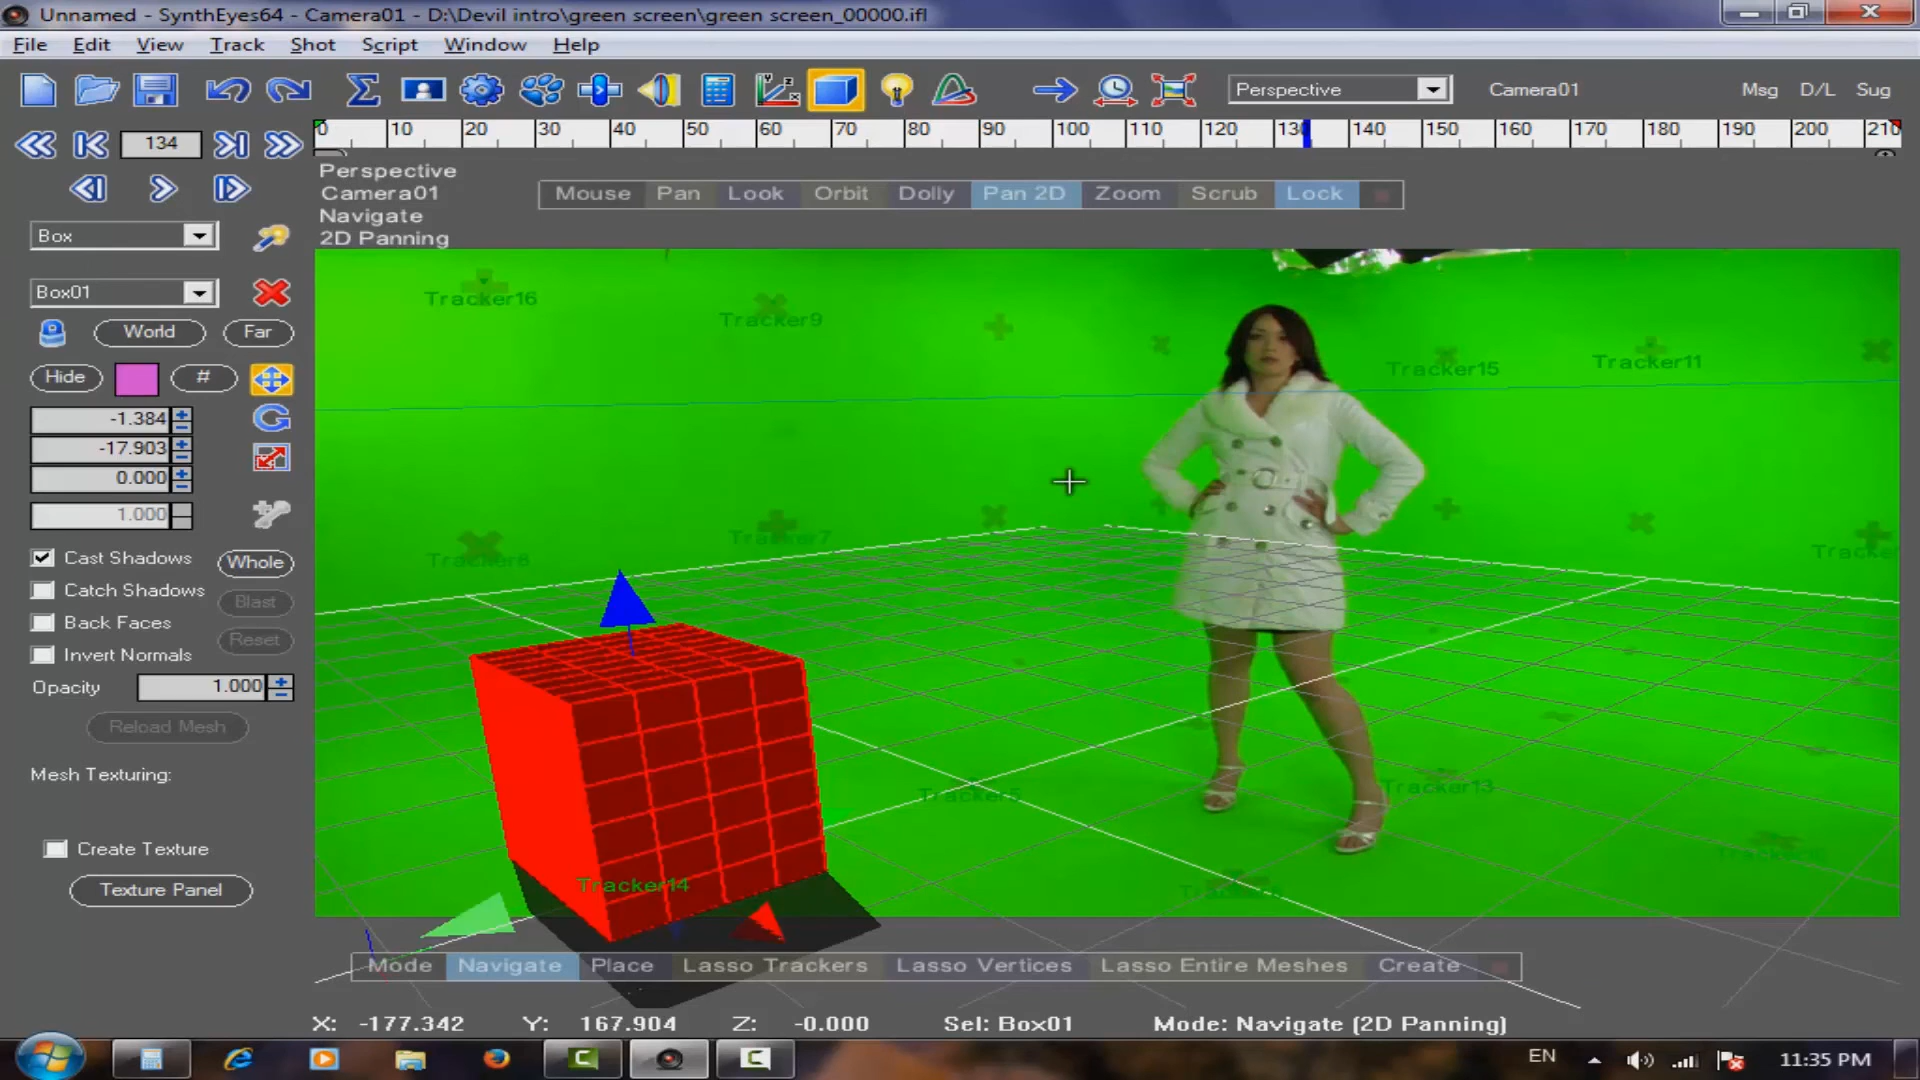 Unnamed - SynthEyes64 - Camera01 - D:\Devil intro\green screen\green screen_00000.ifl
File Edit View Track Shot Script Window Help
Perspective Camera01 Msg D/L Sug
134 0 10 20 30 40 50 60 70 80 90 100 110 120 130 140 150 160 170 180 190 200 210
Perspective
Camera01
Navigate
2D Panning
Mouse Pan Look Orbit Dolly Pan 2D Zoom Scrub Lock
Box
Box01
World Far
Hide #
-1.384
-17.903
0.000
1.000
Cast Shadows Whole
Catch Shadows Blast
Back Faces
Invert Normals Reset
Opacity 1.000
Reload Mesh
Mesh Texturing:
Create Texture
Texture Panel
Tracker16
Tracker9
Tracker15
Tracker11
Tracker7
Tracker5
Tracker13
Tracker14
Mode Navigate Place Lasso Trackers Lasso Vertices Lasso Entire Meshes Create
X: -177.342 Y: 167.904 Z: -0.000 Sel: Box01 Mode: Navigate (2D Panning)
EN 11:35 PM